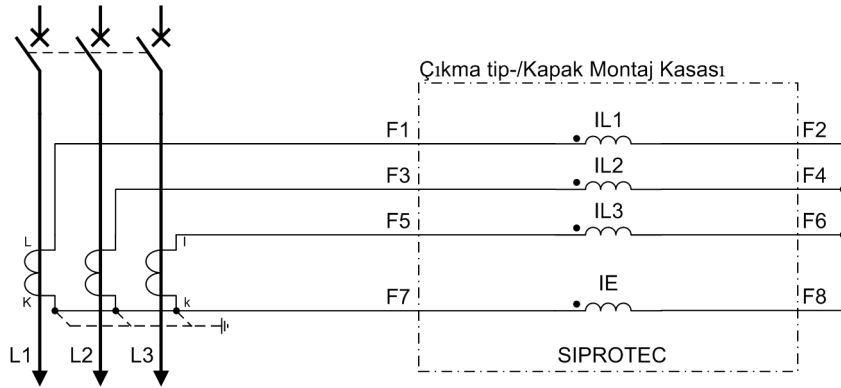 Çıkma tip-/Kapak Montaj Kasası
F1 IL1 F2
F3 IL2 F4
F5 IL3 F6
L l
K k
F7 IE F8
L1 L2 L3
SIPROTEC